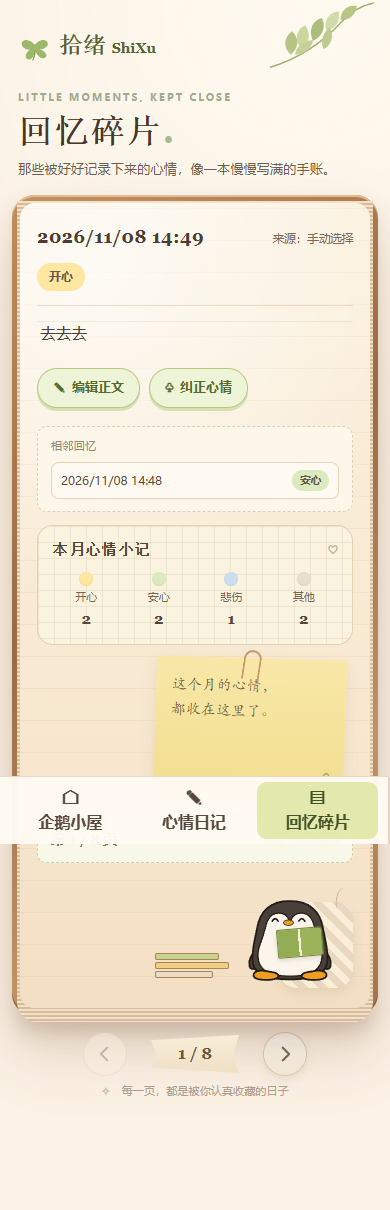 拾绪 ShiXu
LITTLE MOMENTS, KEPT CLOSE
回忆碎片.
那些被好好记录下来的心情，像一本慢慢写满的手账。
2026/11/08 14:49
来源：手动选择
开心
去去去
编辑正文
纠正心情
相邻回忆
2026/11/08 14:48
安心
本月心情小记
开心
安心
悲伤
其他
2
2
1
2
这个月的心情，
都收在这里了。
企鹅小屋
心情日记
回忆碎片
1 / 8
每一页，都是被你认真收藏的日子